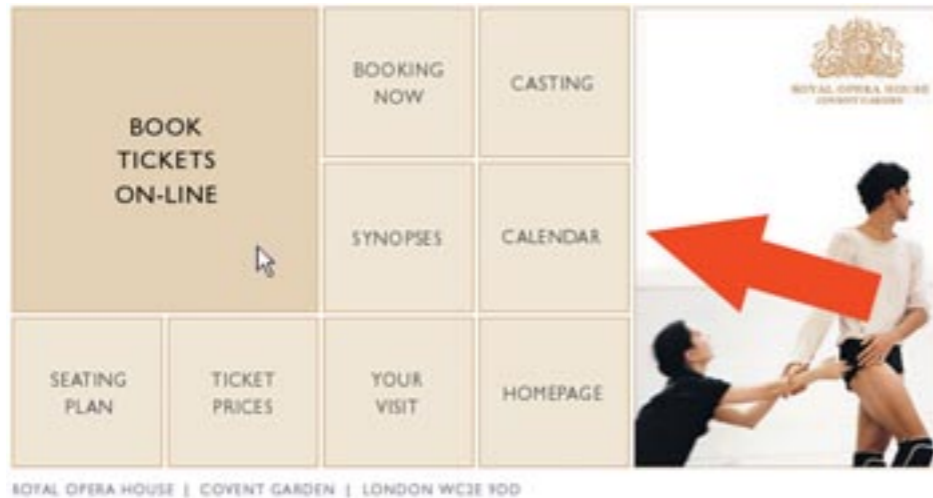 BOOK
TICKETS
ON-LINE
BOOKING
NOW
CASTING
SYNOPSES
CALENDAR
SEATING
PLAN
TICKET
PRICES
YOUR
VISIT
HOMEPAGE
ROYAL OPERA HOUSE
COVENT GARDEN
ROYAL OPERA HOUSE | COVENT GARDEN | LONDON WC2E 9DD